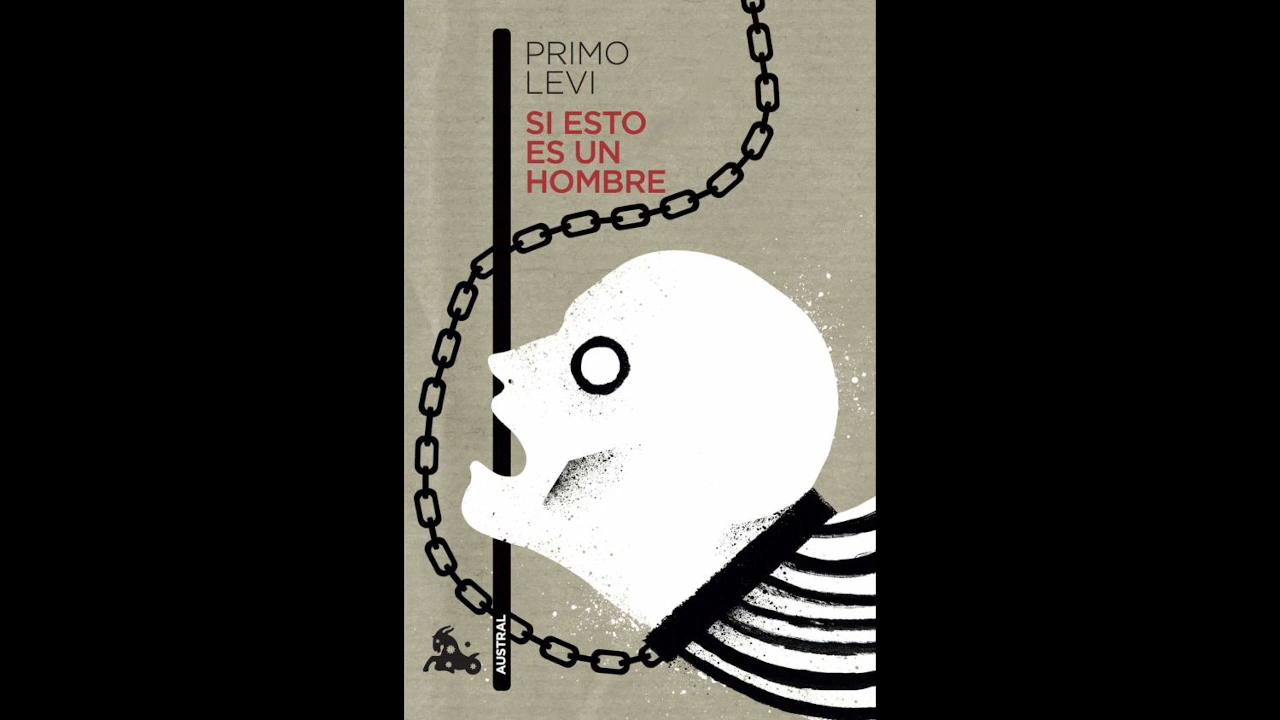 PRIMO
LEVI
SI ESTO
ES UN
HOMBRE
AUSTRAL